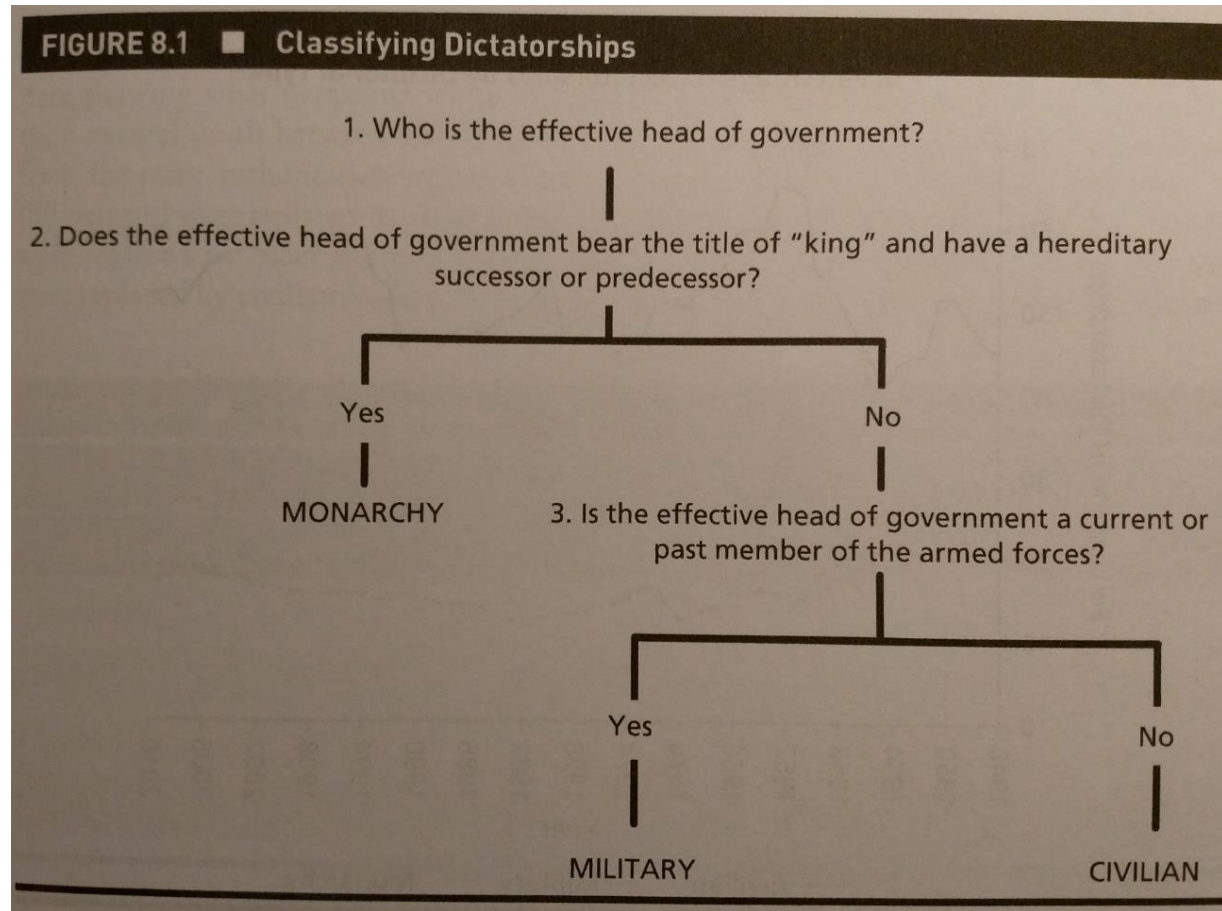 FIGURE 8.1 ■ Classifying Dictatorships
1. Who is the effective head of government?
2. Does the effective head of government bear the title of "king" and have a hereditary
successor or predecessor?
Yes
No
MONARCHY
3. Is the effective head of government a current or
past member of the armed forces?
Yes
No
MILITARY
CIVILIAN